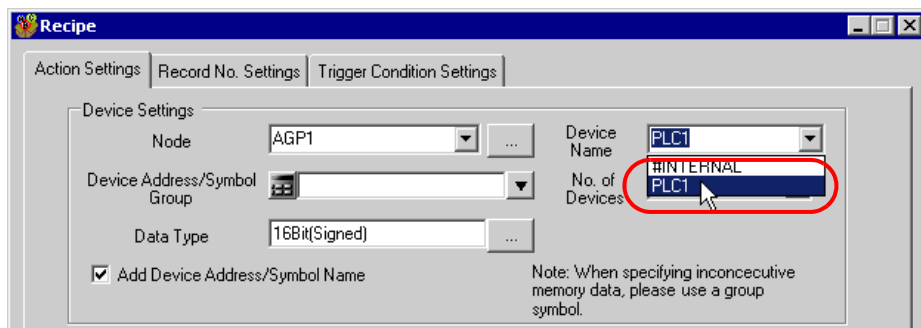 Recipe
Action Settings Record No. Settings Trigger Condition Settings
Device Settings
Node AGP1 ... Device Name PLC1
#INTERNAL
PLC1
Device Address/Symbol Group No. of Devices
Data Type 16Bit(Signed) ...
Add Device Address/Symbol Name
Note: When specifying inconcecutive
memory data, please use a group
symbol.